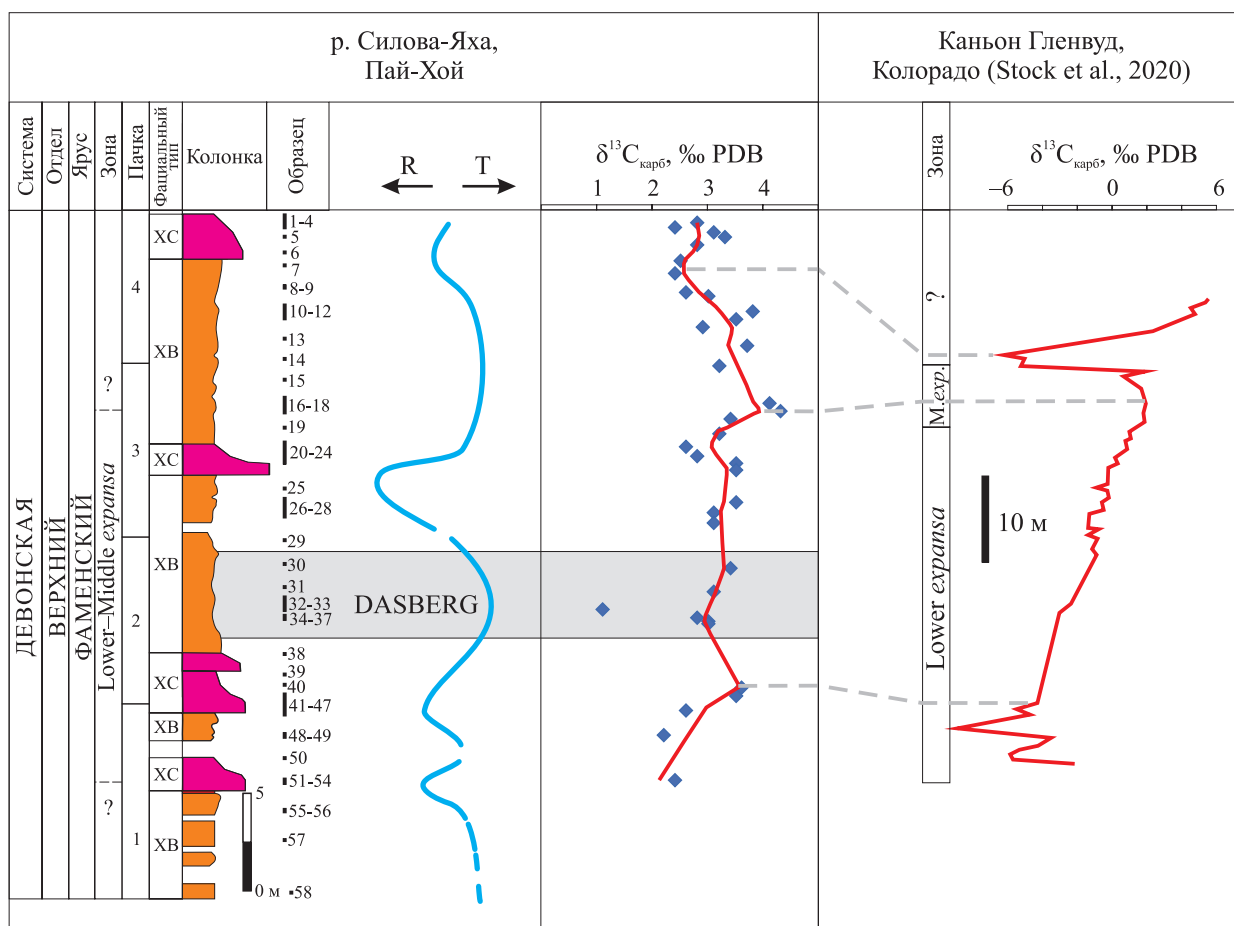 р. Силова-Яха,
Пай-Хой
Каньон Гленвуд,
Колорадо (Stock et al., 2020)
Система
Отдел
Ярус
Зона
Пачка
Фациальный
тип
Колонка
Образец
R
T
δ¹³Cкарб, ‰ PDB
1
2
3
4
Зона
δ¹³Cкарб, ‰ PDB
–6
0
6
ДЕВОНСКАЯ
ВЕРХНИЙ
ФАМЕНСКИЙ
?
Lower–Middle expansa
?
4
3
2
1
ХС
ХВ
ХС
ХВ
ХС
ХВ
ХС
ХВ
1-4
5
6
7
8-9
10-12
13
14
15
16-18
19
20-24
25
26-28
29
30
31
32-33
34-37
38
39
40
41-47
48-49
50
51-54
55-56
57
58
5
0 м
DASBERG
?
M.exp.
Lower expansa
10 м